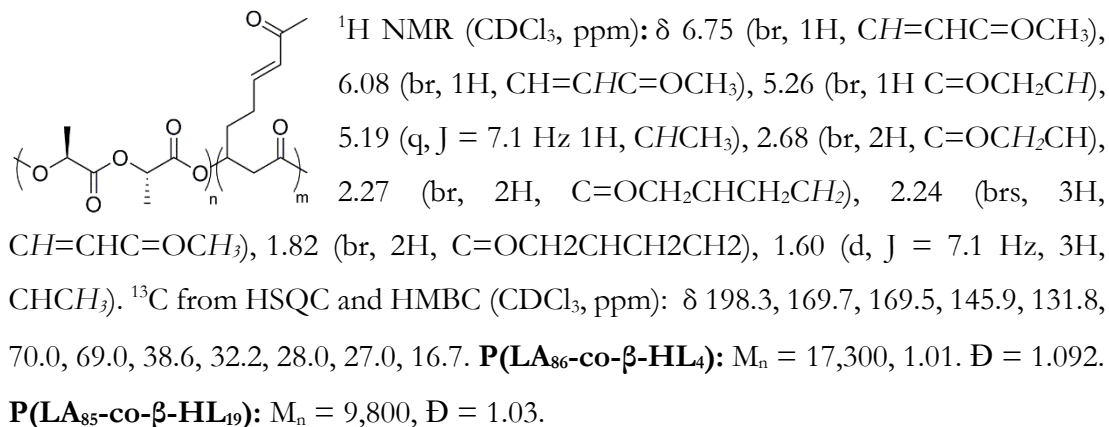 ¹H NMR (CDCl₃, ppm): δ 6.75 (br, 1H, CH=CHC=OCH₃),
6.08 (br, 1H, CH=CHC=OCH₃), 5.26 (br, 1H C=OCH₂CH),
5.19 (q, J = 7.1 Hz 1H, CHCH₃), 2.68 (br, 2H, C=OCH₂CH),
2.27 (br, 2H, C=OCH₂CHCH₂CH₂), 2.24 (brs, 3H,
CH=CHC=OCH₃), 1.82 (br, 2H, C=OCH2CHCH2CH2), 1.60 (d, J = 7.1 Hz, 3H,
CHCH₃). ¹³C from HSQC and HMBC (CDCl₃, ppm): δ 198.3, 169.7, 169.5, 145.9, 131.8,
70.0, 69.0, 38.6, 32.2, 28.0, 27.0, 16.7. P(LA₈₆-co-β-HL₄): Mₙ = 17,300, 1.01. Đ = 1.092.
P(LA₈₅-co-β-HL₁₉): Mₙ = 9,800, Đ = 1.03.
O
O
O
O
O
O
O
n
m